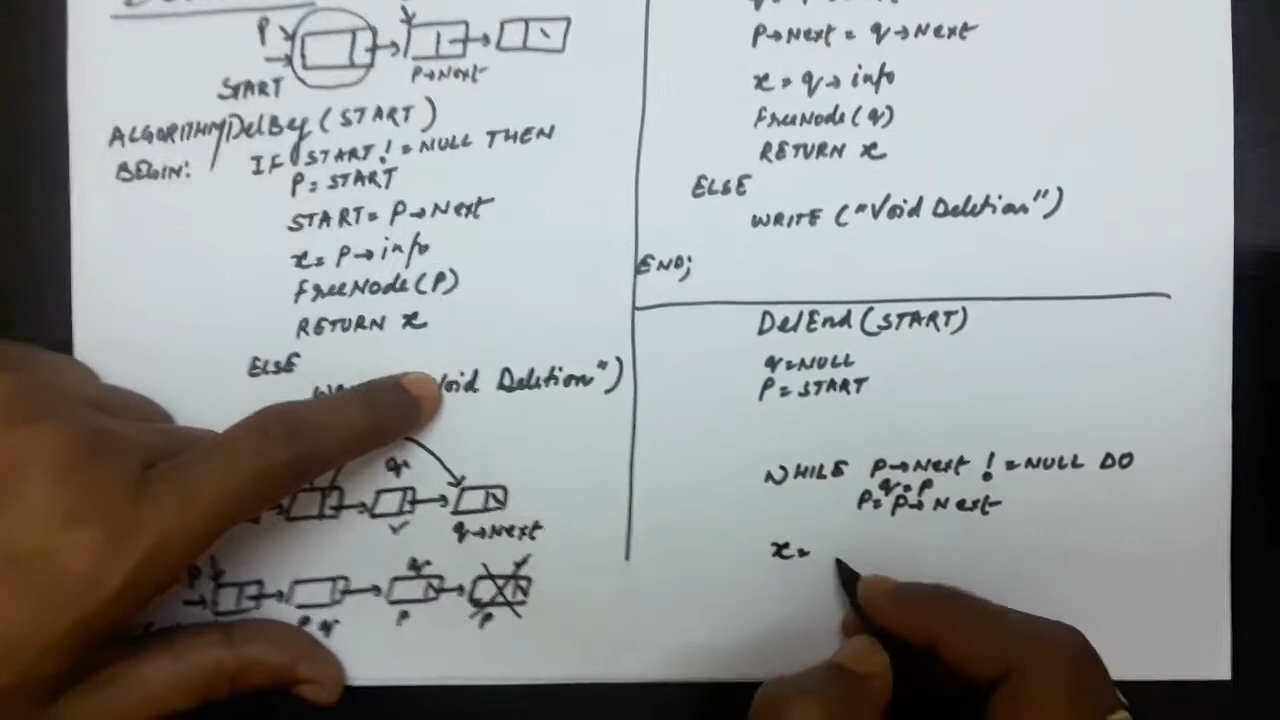 P
START
P→Next
ALGORITHM DelBeg(START)
BEGIN:
IF START != NULL THEN
P = START
START = P→Next
x = P→info
FreeNode(P)
RETURN x
ELSE
Void Deletion")
q
q→Next
P
q
P q
P
P
P→Next = q→Next
x = q→info
FreeNode(q)
RETURN x
ELSE
WRITE ("Void Deletion")
END;
DelEnd(START)
q=NULL
P=START
WHILE P→Next != NULL DO
q=P
P=P→Next
x=